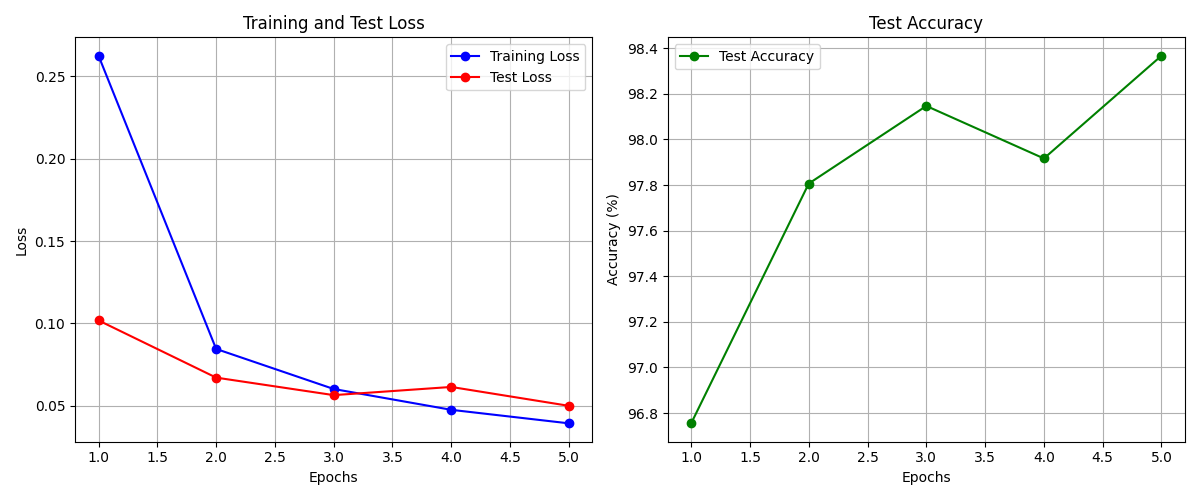 Training and Test Loss
Training Loss
Test Loss
0.25
0.20
0.15
0.10
0.05
Loss
1.0 1.5 2.0 2.5 3.0 3.5 4.0 4.5 5.0
Epochs
Test Accuracy
Test Accuracy
98.4
98.2
98.0
97.8
97.6
97.4
97.2
97.0
96.8
Accuracy (%)
1.0 1.5 2.0 2.5 3.0 3.5 4.0 4.5 5.0
Epochs